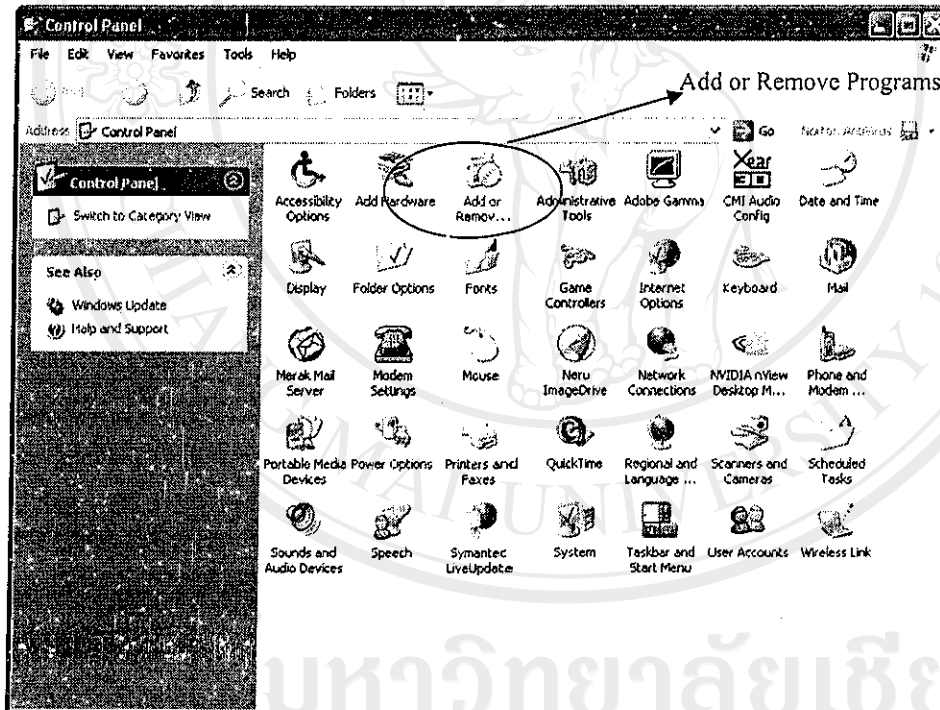 Control Panel
File Edit View Favorites Tools Help
Search Folders
Add or Remove Programs
Address Control Panel Go Norton AntiVirus
Control Panel
Switch to Category View
See Also
Windows Update
Help and Support
Accessibility Options
Add Hardware
Add or Remov...
Administrative Tools
Adobe Gamma
CMI Audio Config
Date and Time
Display
Folder Options
Fonts
Game Controllers
Internet Options
Keyboard
Mail
Merak Mail Server
Modem Settings
Mouse
Nero ImageDrive
Network Connections
NVIDIA nView Desktop M...
Phone and Modem ...
Portable Media Devices
Power Options
Printers and Faxes
QuickTime
Regional and Language ...
Scanners and Cameras
Scheduled Tasks
Sounds and Audio Devices
Speech
Symantec LiveUpdate
System
Taskbar and Start Menu
User Accounts
Wireless Link
มหาวิทยาลัยเชีย